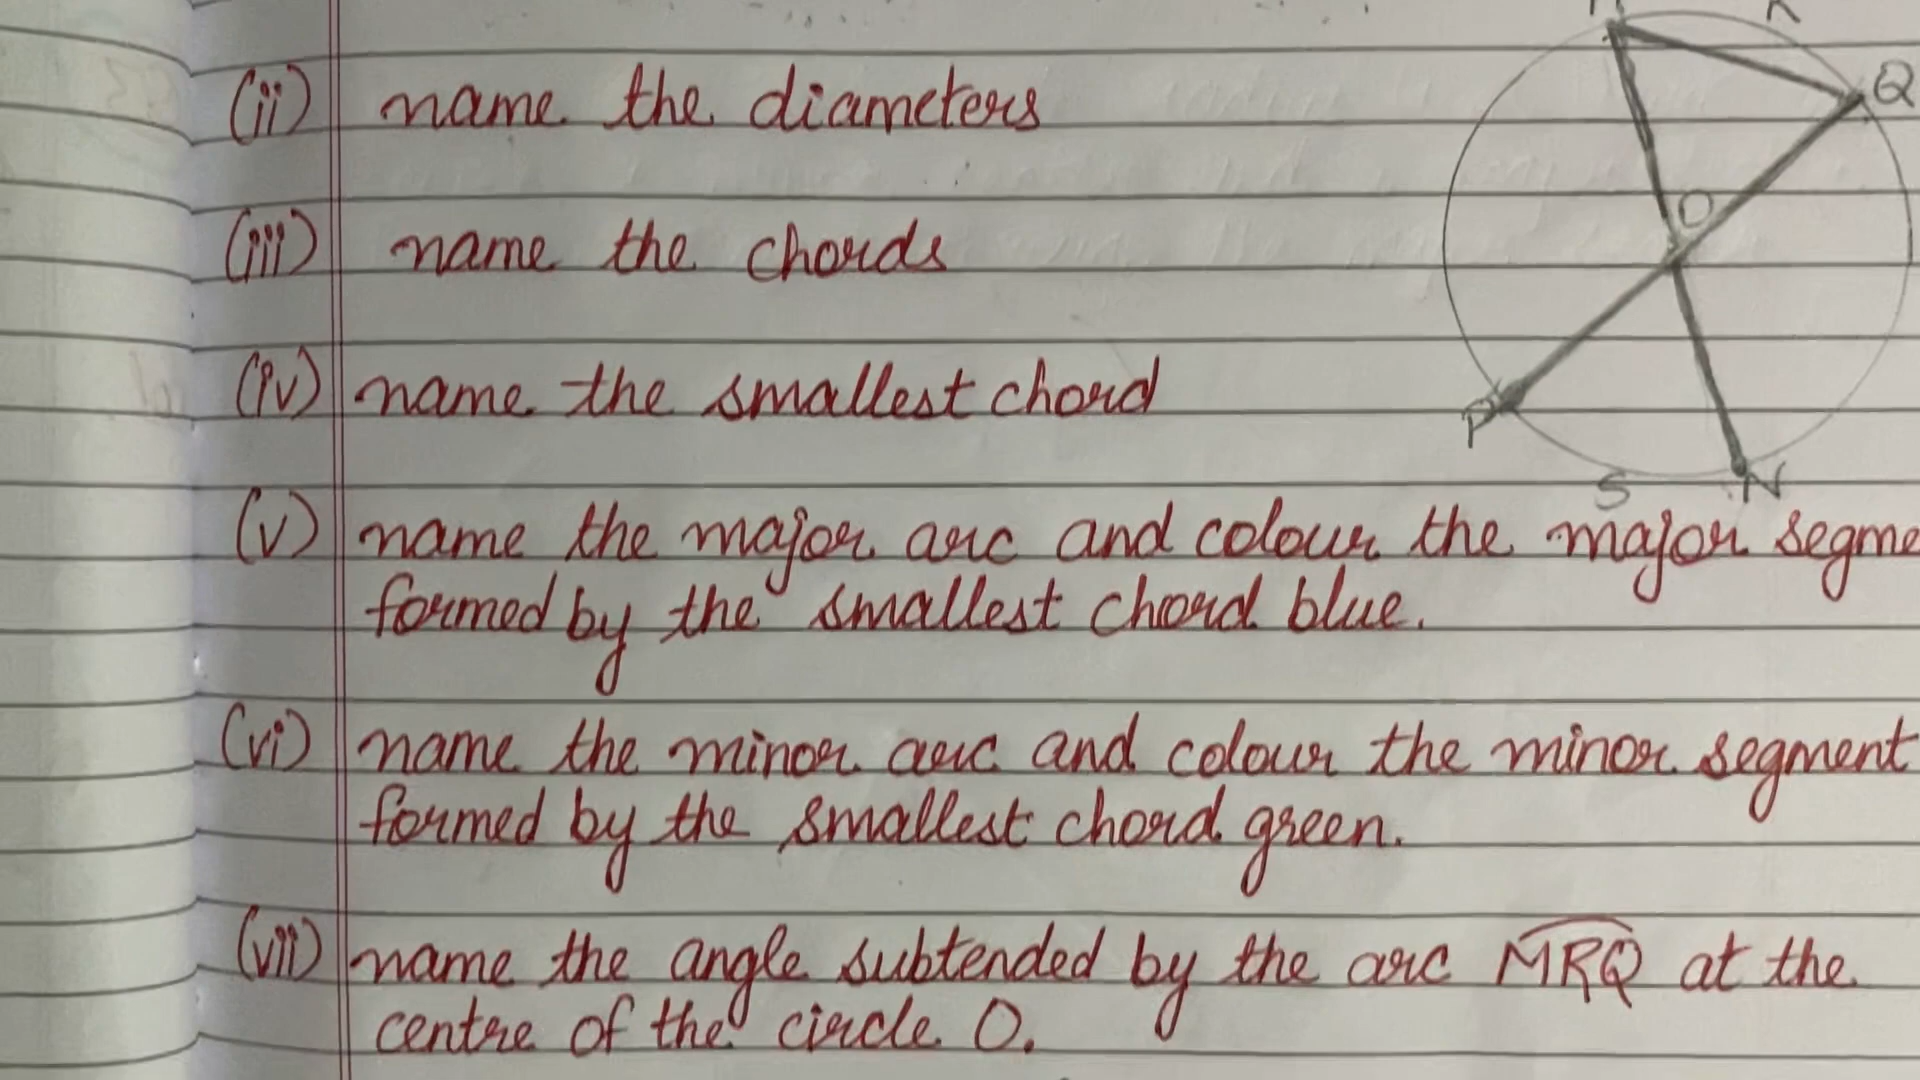 (ii) name the diameters
(iii) name the chords
(iv) name the smallest chord
(v) name the major arc and colour the major segme
formed by the smallest chord blue.
(vi) name the minor arc and colour the minor segment
formed by the smallest chord green.
(vii) name the angle subtended by the arc MRQ at the
centre of the circle O.
Q
O
P
S
N